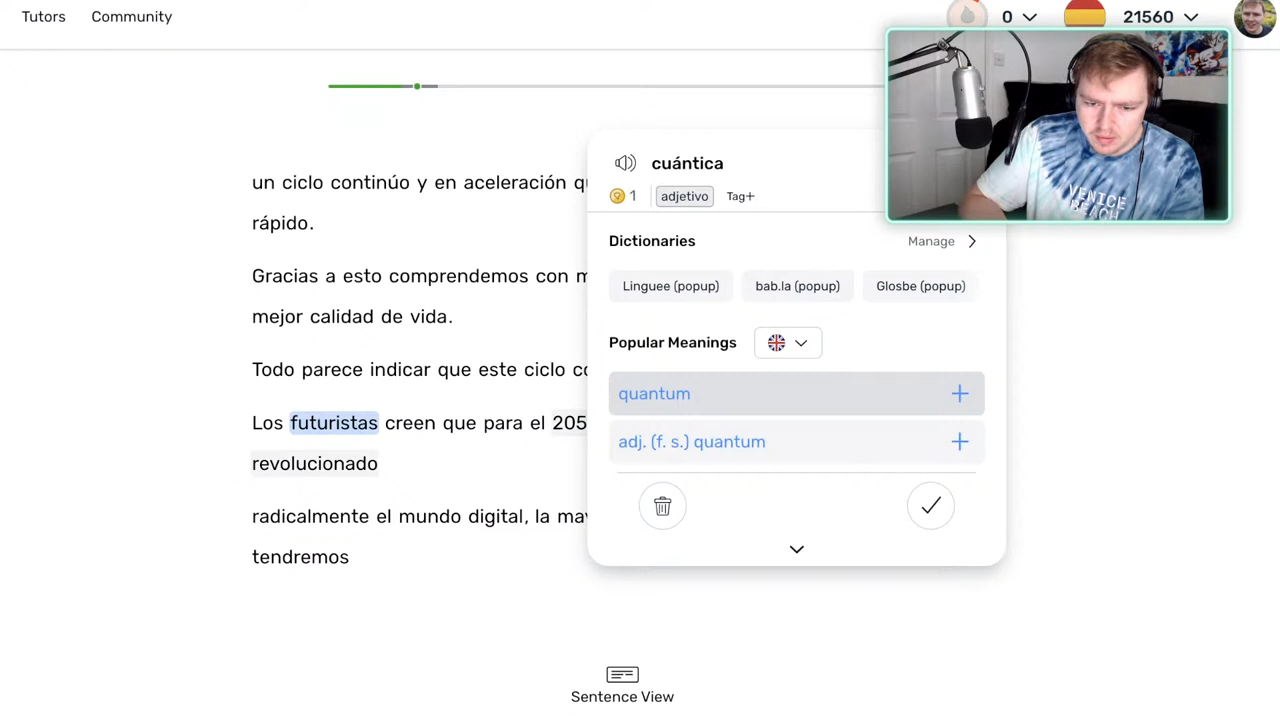 Tutors Community 0 21560
cuántica
1 adjetivo Tag+
Dictionaries Manage
Linguee (popup) bab.la (popup) Glosbe (popup)
Popular Meanings
quantum
adj. (f. s.) quantum
un ciclo continúo y en aceleración
rápido.
Gracias a esto comprendemos con
mejor calidad de vida.
Todo parece indicar que este ciclo
Los futuristas creen que para el 205
revolucionado
radicalmente el mundo digital, la
tendremos
VENICE
BEACH
Sentence View